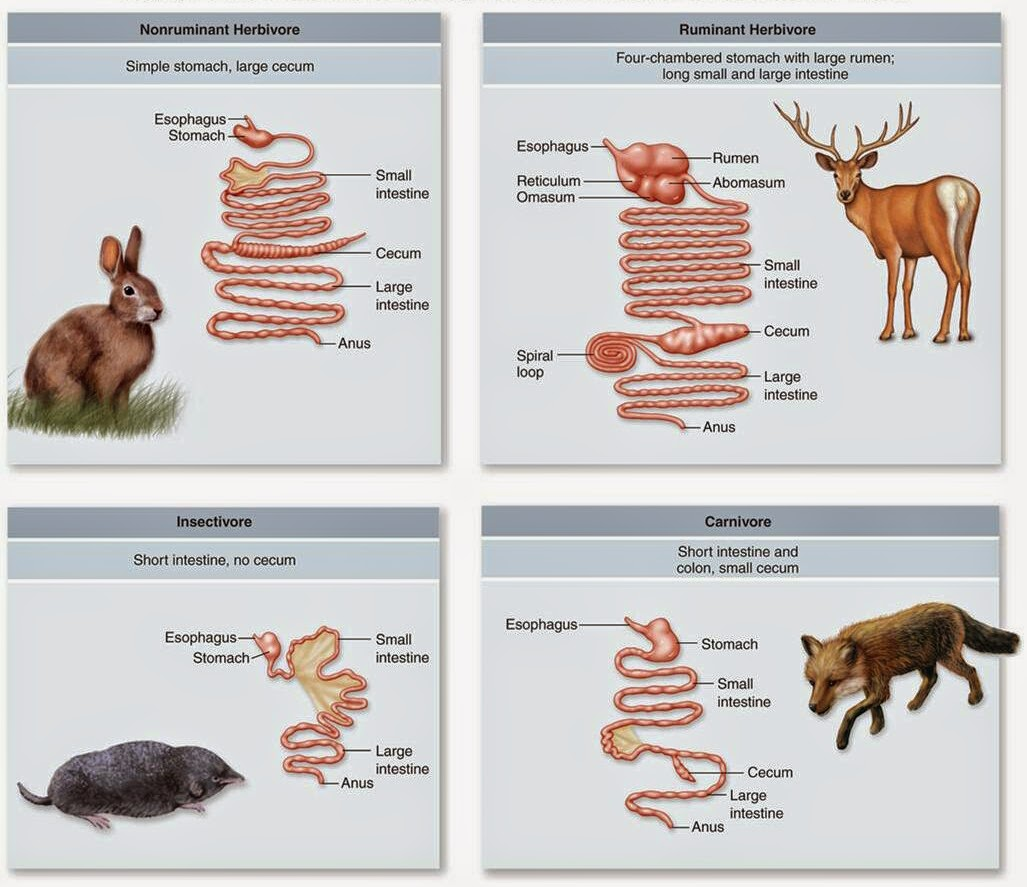 Nonruminant Herbivore
Simple stomach, large cecum
Esophagus
Stomach
Small
intestine
Cecum
Large
intestine
Anus
Ruminant Herbivore
Four-chambered stomach with large rumen;
long small and large intestine
Esophagus
Rumen
Reticulum
Abomasum
Omasum
Small
intestine
Cecum
Spiral
loop
Large
intestine
Anus
Insectivore
Short intestine, no cecum
Esophagus
Stomach
Small
intestine
Large
intestine
Anus
Carnivore
Short intestine and
colon, small cecum
Esophagus
Stomach
Small
intestine
Cecum
Large
intestine
Anus